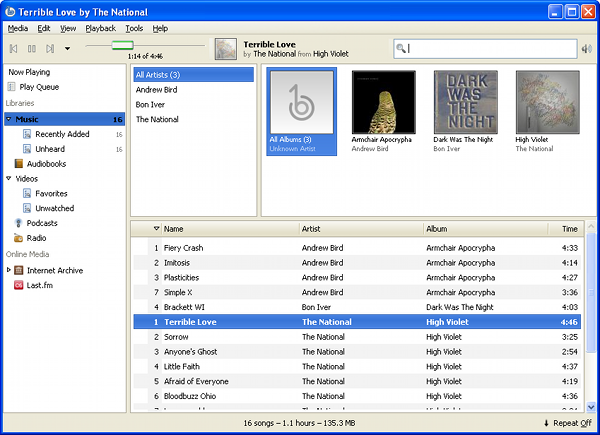 Terrible Love by The National
Media Edit View Playback Tools Help
1:14 of 4:46
Terrible Love
by The National from High Violet
Now Playing
Play Queue
Libraries
Music 16
Recently Added 16
Unheard 16
Audiobooks
Videos
Favorites
Unwatched
Podcasts
Radio
Online Media
Internet Archive
Last.fm
All Artists (3)
Andrew Bird
Bon Iver
The National
All Albums (3)
Unknown Artist
Armchair Apocrypha
Andrew Bird
DARK
WAS
THE
NIGHT
Dark Was The Night
Bon Iver
High Violet
The National
Name Artist Album Time
1 Fiery Crash Andrew Bird Armchair Apocrypha 4:33
2 Imitosis Andrew Bird Armchair Apocrypha 4:14
3 Plasticities Andrew Bird Armchair Apocrypha 4:27
7 Simple X Andrew Bird Armchair Apocrypha 3:36
4 Brackett WI Bon Iver Dark Was The Night 4:03
1 Terrible Love The National High Violet 4:46
2 Sorrow The National High Violet 3:25
3 Anyone's Ghost The National High Violet 2:54
4 Little Faith The National High Violet 4:37
5 Afraid of Everyone The National High Violet 4:19
6 Bloodbuzz Ohio The National High Violet 4:36
16 songs – 1.1 hours – 135.3 MB
Repeat Off